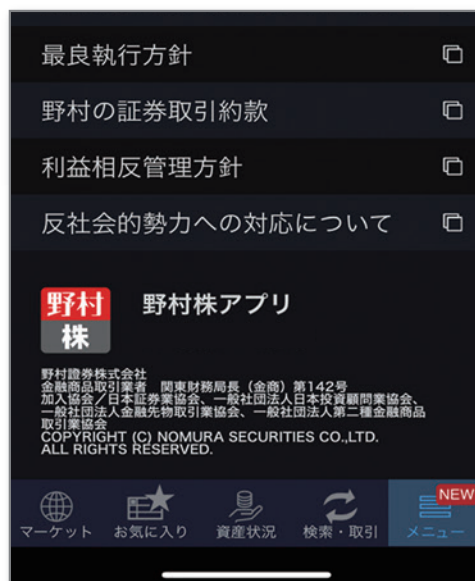 最良執行方針
野村の証券取引約款
利益相反管理方針
反社会的勢力への対応について
野村
株
野村株アプリ
野村證券株式会社
金融商品取引業者 関東財務局長（金商）第142号
加入協会／日本証券業協会、一般社団法人日本投資顧問業協会、
一般社団法人金融先物取引業協会、一般社団法人第二種金融商品
取引業協会
COPYRIGHT (C) NOMURA SECURITIES CO.,LTD.
ALL RIGHTS RESERVED.
NEW
マーケット お気に入り 資産状況 検索・取引 メニュー